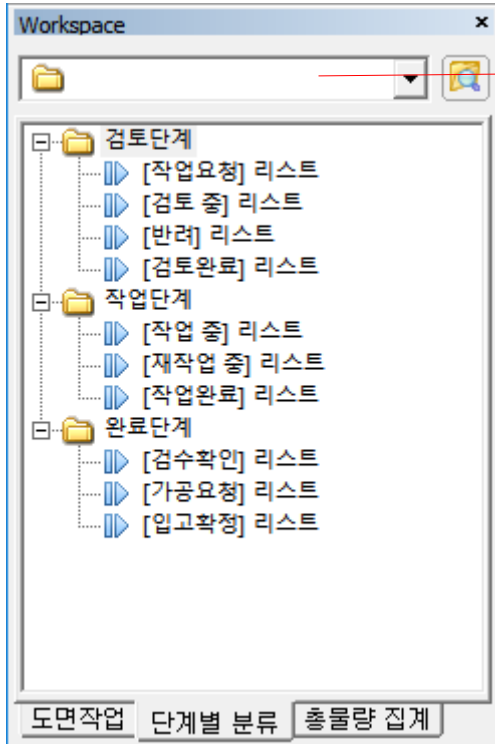 Workspace
검토단계
[작업요청] 리스트
[검토 중] 리스트
[반려] 리스트
[검토완료] 리스트
작업단계
[작업 중] 리스트
[재작업 중] 리스트
[작업완료] 리스트
완료단계
[검수확인] 리스트
[가공요청] 리스트
[입고확정] 리스트
도면작업 단계별 분류 총물량 집계